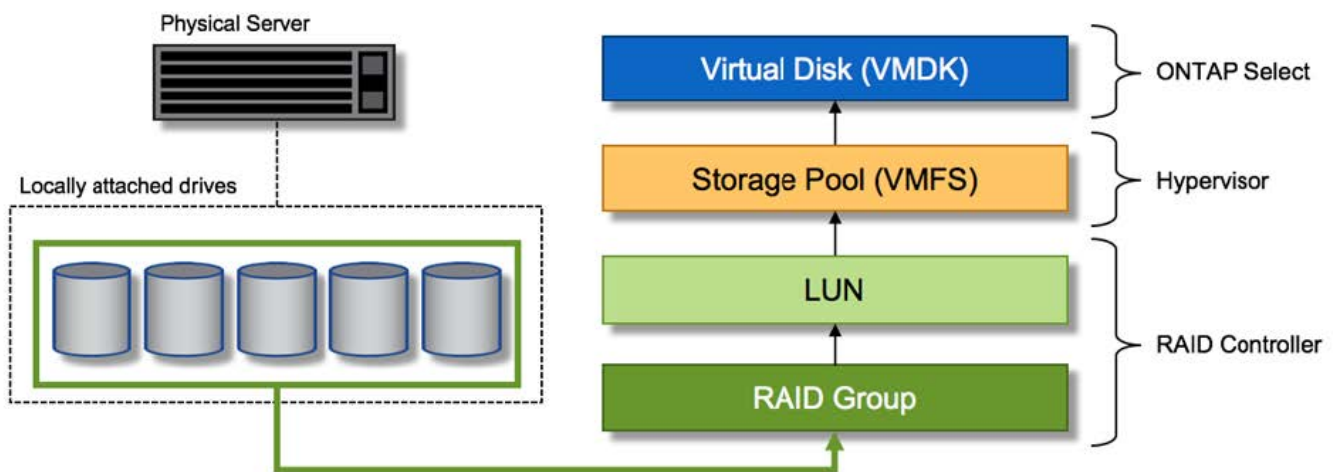 Physical Server
Locally attached drives
Virtual Disk (VMDK)
ONTAP Select
Storage Pool (VMFS)
Hypervisor
LUN
RAID Controller
RAID Group